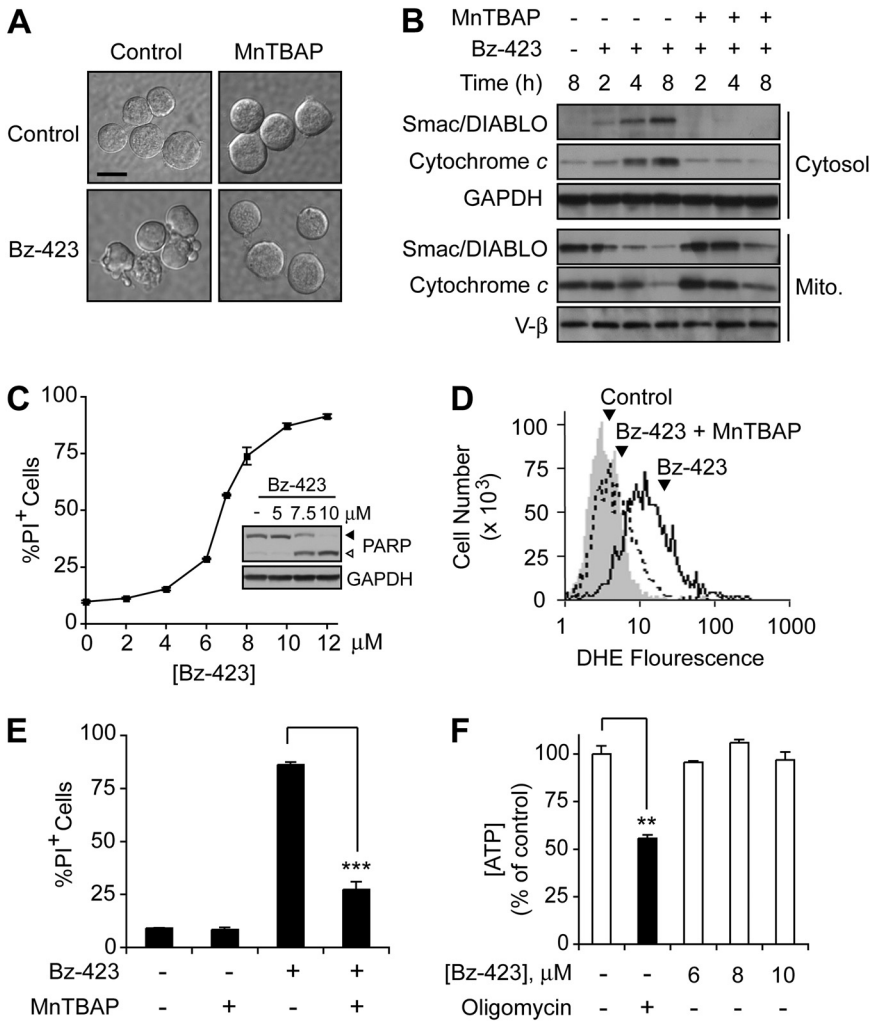 A
Control
MnTBAP
Control
Bz-423
B
MnTBAP - - - - + + +
Bz-423 - + + + + + +
Time (h) 8 2 4 8 2 4 8
Smac/DIABLO
Cytochrome c
GAPDH
Cytosol
Smac/DIABLO
Cytochrome c
V-β
Mito.
C
%PI+ Cells
100
75
50
25
0
0 2 4 6 8 10 12 μM
[Bz-423]
Bz-423
- 5 7.5 10 μM
PARP
GAPDH
D
Cell Number
(x 10³)
100
75
50
25
0
Control
Bz-423 + MnTBAP
Bz-423
1 10 100 1000
DHE Flourescence
E
%PI+ Cells
100
75
50
25
0
***
Bz-423 - - + +
MnTBAP - + - +
F
[ATP]
(% of control)
100
75
50
25
0
**
[Bz-423], μM - - 6 8 10
Oligomycin - + - - -